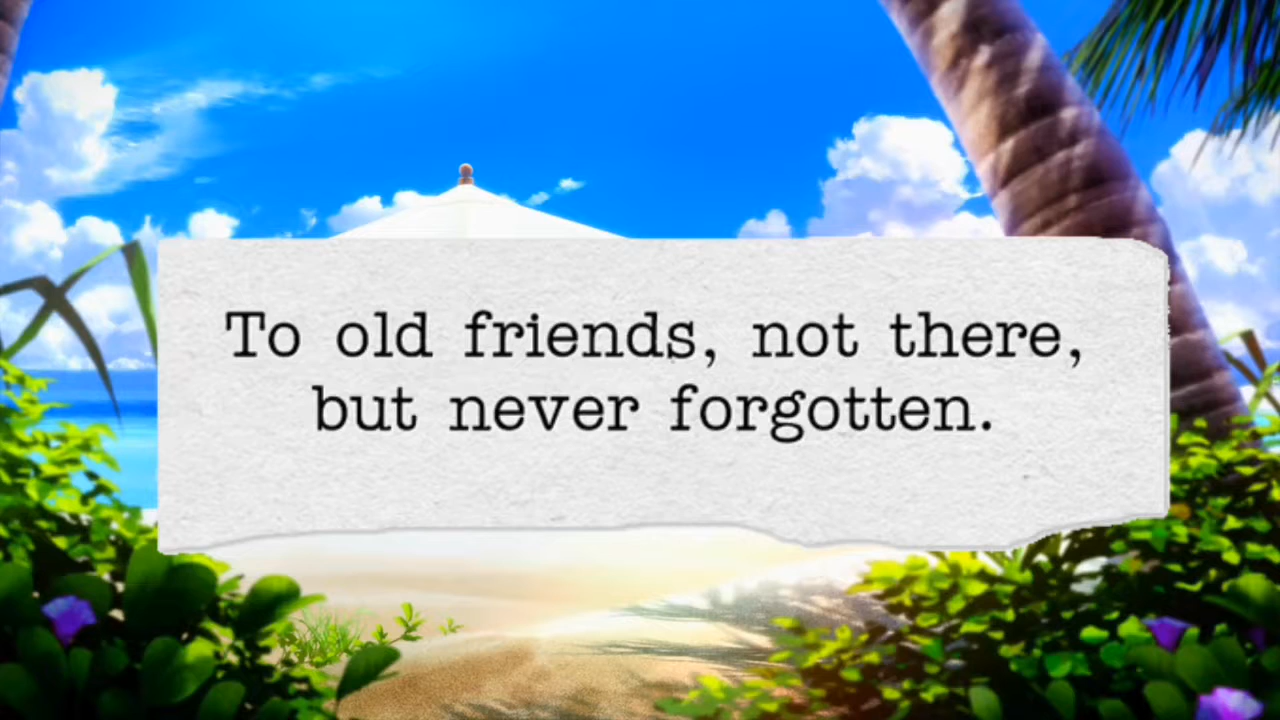 To old friends, not there,
but never forgotten.